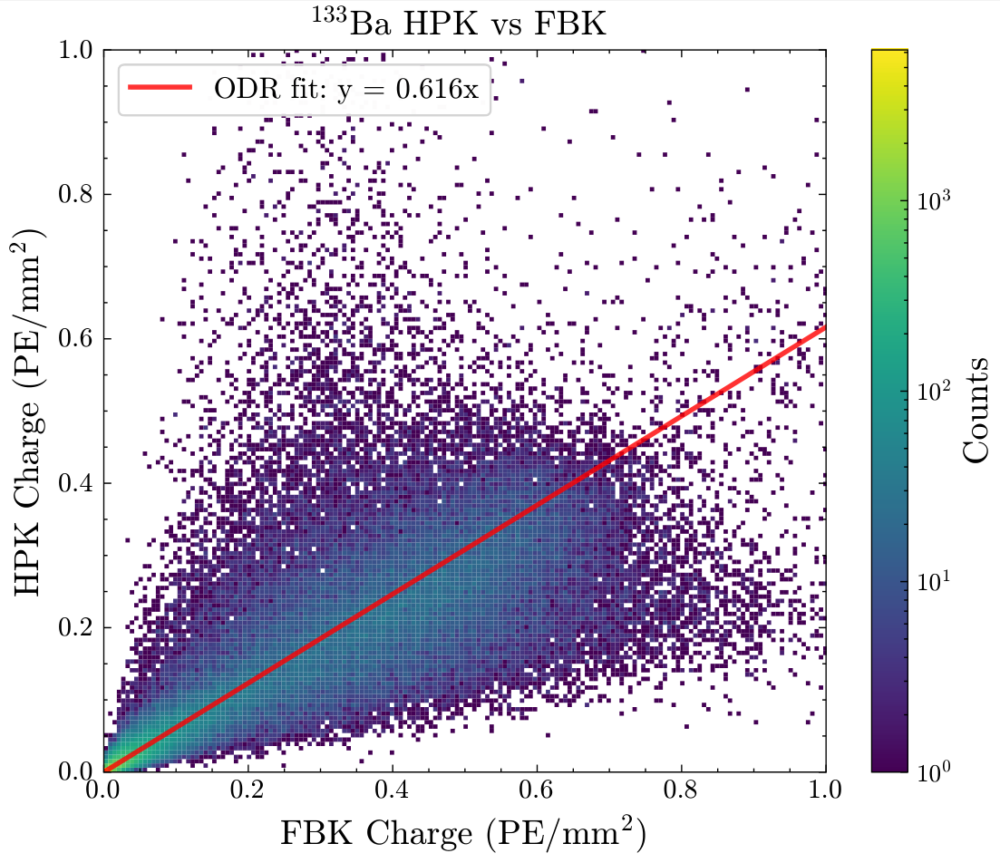 ¹³³Ba HPK vs FBK
ODR fit: y = 0.616x
1.0
0.8
0.6
0.4
0.2
0.0
HPK Charge (PE/mm²)
0.0 0.2 0.4 0.6 0.8 1.0
FBK Charge (PE/mm²)
10³
10²
10¹
10⁰
Counts